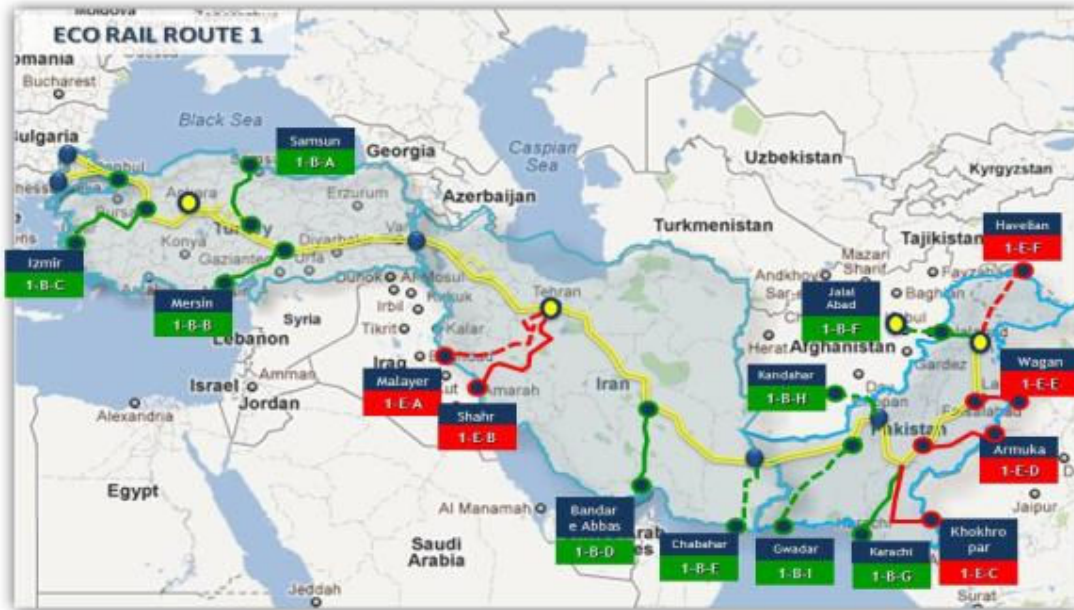 ECO RAIL ROUTE 1
Moldova
Bucharest
Black Sea
Bulgaria
Georgia
Caspian
Sea
Azerbaijan
Uzbekistan
Kyrgyzstan
Turkmenistan
Tajikistan
Samsun
1-B-A
Erzurum
Ankara
Bursa
Konya
Gaziantep
Urfa
Izmir
1-B-C
Mersin
1-B-B
Syria
Lebanon
Israel
Jordan
Amman
Alexandria
Egypt
Irbil
Kirkuk
Tikrit
Kalar
Iraq
Amarah
Malayer
1-E-A
Shahr
1-E-B
Tehran
Iran
Andkhoy
Mazari
Sharif
Baghlan
Herat
Afghanistan
Gardez
Havelian
1-E-F
Jalal
Abad
1-B-F
Kandahar
1-B-H
Wagan
1-E-E
Faisalabad
Pakistan
Armuka
1-E-D
Jaipur
Khokhro
par
1-E-C
Karachi
1-B-G
Gwadar
1-B-I
Chabahar
1-B-E
Bandar
e Abbas
1-B-D
Al Manamah
Saudi
Arabia
Jeddah
Surat